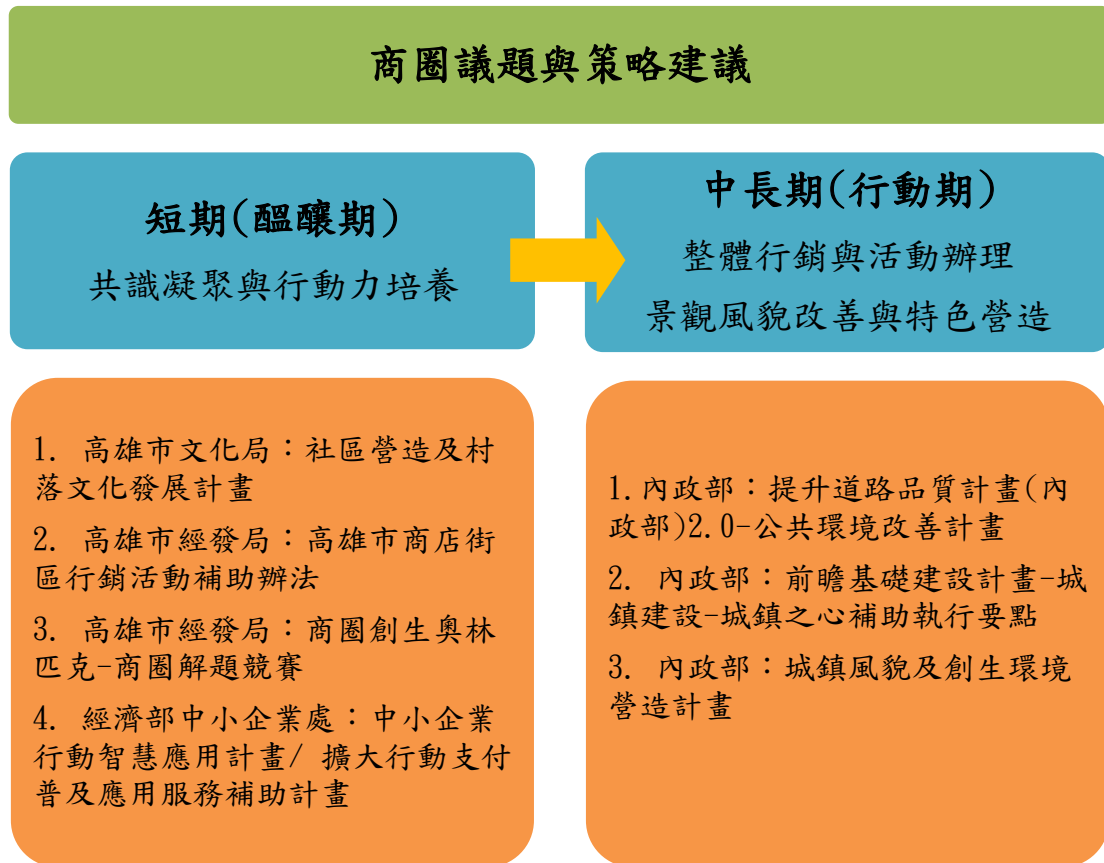 商圈議題與策略建議
短期(醞釀期)
共識凝聚與行動力培養
中長期(行動期)
整體行銷與活動辦理
景觀風貌改善與特色營造
1. 高雄市文化局：社區營造及村
落文化發展計畫
2. 高雄市經發局：高雄市商店街
區行銷活動補助辦法
3. 高雄市經發局：商圈創生奧林
匹克-商圈解題競賽
4. 經濟部中小企業處：中小企業
行動智慧應用計畫/ 擴大行動支付
普及應用服務補助計畫
1.內政部：提升道路品質計畫(內
政部)2.0-公共環境改善計畫
2. 內政部：前瞻基礎建設計畫-城
鎮建設-城鎮之心補助執行要點
3. 內政部：城鎮風貌及創生環境
營造計畫